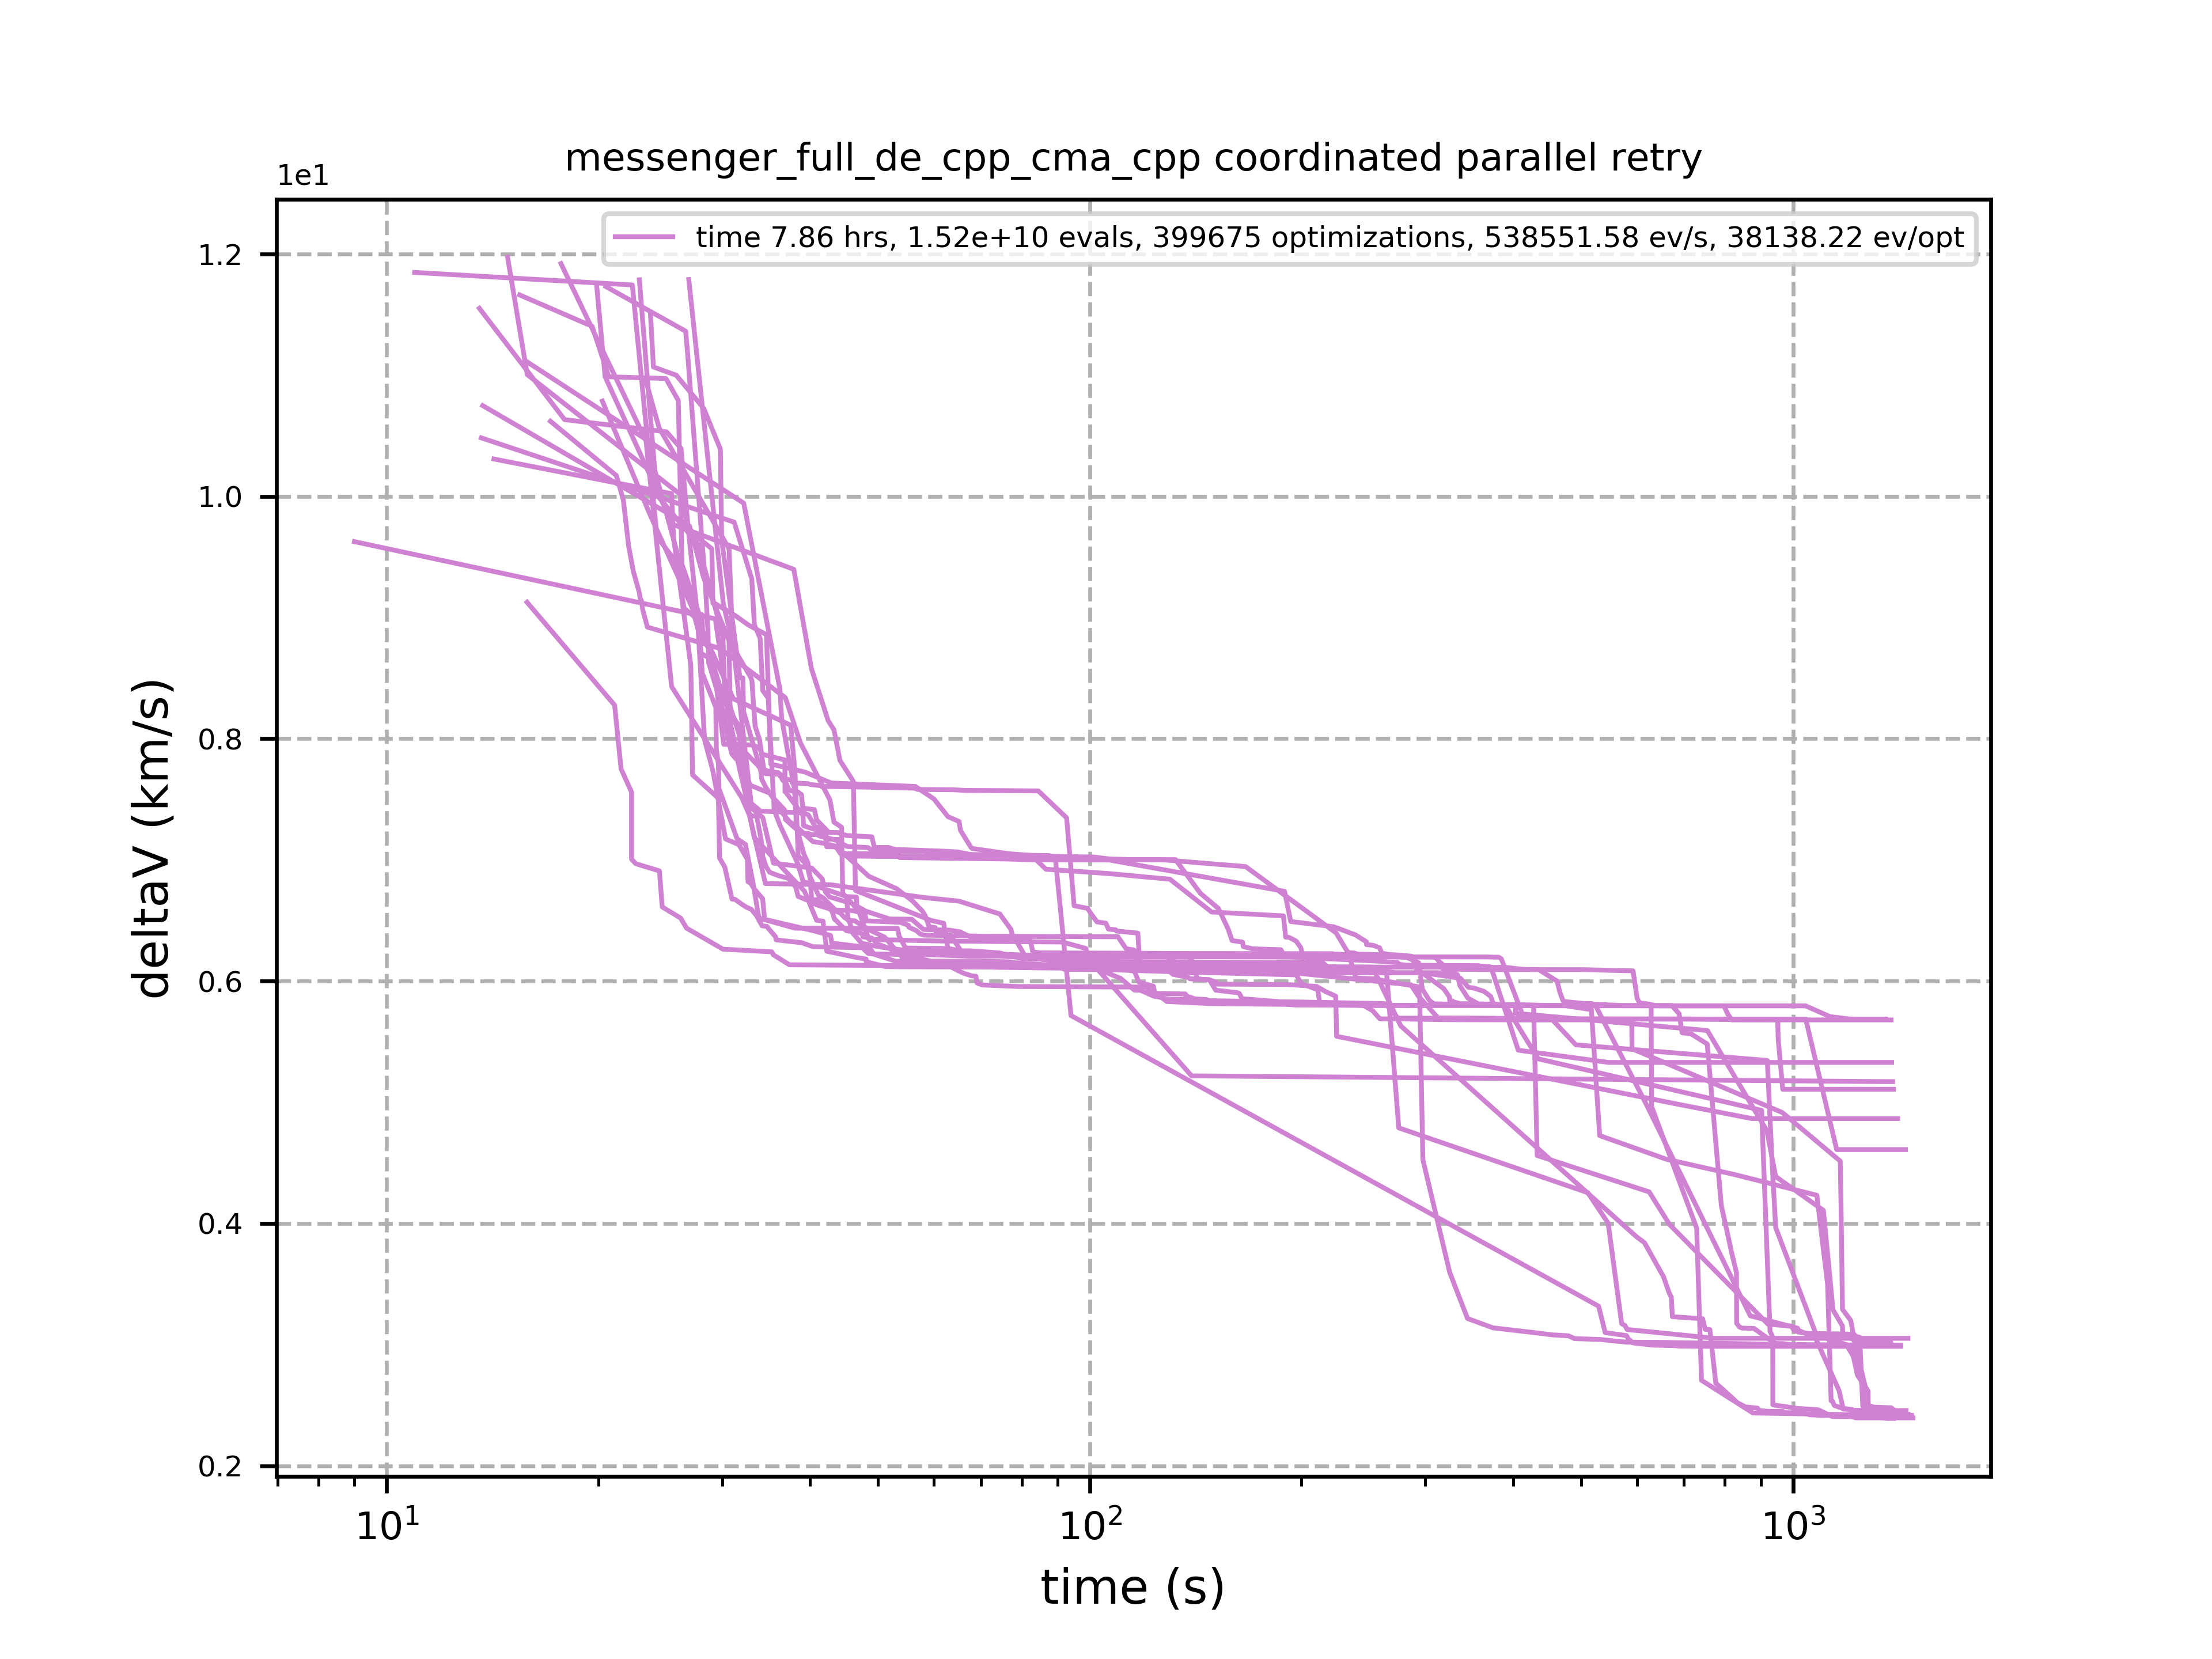 messenger_full_de_cpp_cma_cpp coordinated parallel retry
1e1
time 7.86 hrs, 1.52e+10 evals, 399675 optimizations, 538551.58 ev/s, 38138.22 ev/opt
1.2
1.0
0.8
0.6
0.4
0.2
deltaV (km/s)
10¹ 10² 10³
time (s)